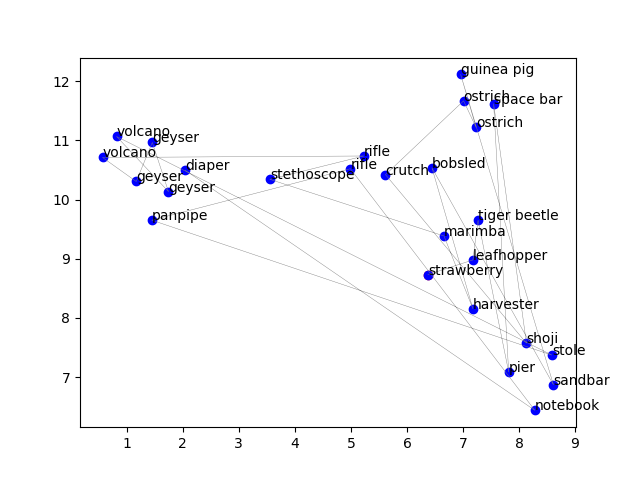 guinea pig
12
ostrich
space bar
ostrich
volcano
geyser
11
volcano
rifle
rifle
bobsled
diaper
crutch
stethoscope
geyser
geyser
10
panpipe
tiger beetle
marimba
9
leafhopper
strawberry
harvester
8
shoji
stole
pier
7
sandbar
notebook
1 2 3 4 5 6 7 8 9